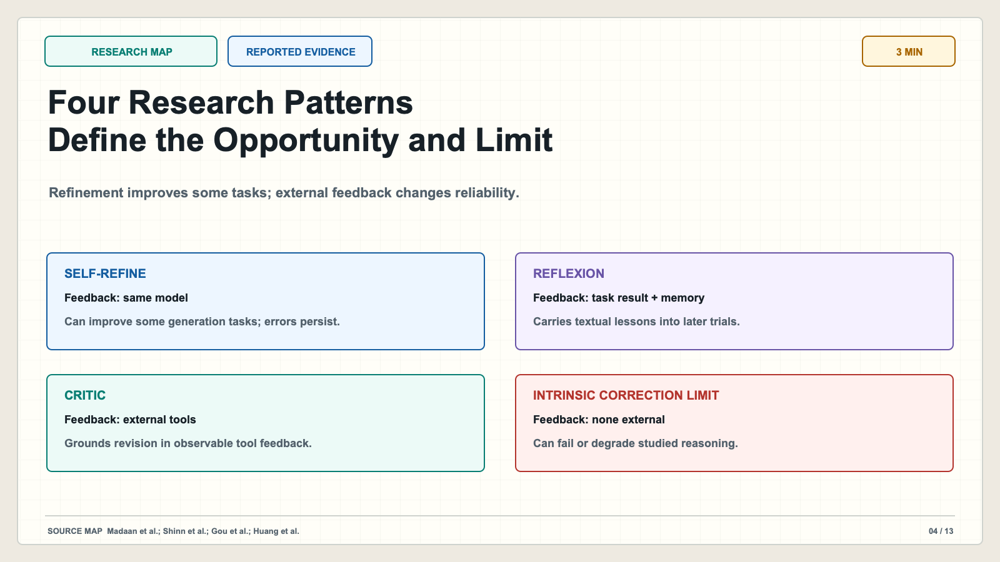 RESEARCH MAP
REPORTED EVIDENCE
3 MIN
Four Research Patterns
Define the Opportunity and Limit
Refinement improves some tasks; external feedback changes reliability.
SELF-REFINE
Feedback: same model
Can improve some generation tasks; errors persist.
REFLEXION
Feedback: task result + memory
Carries textual lessons into later trials.
CRITIC
Feedback: external tools
Grounds revision in observable tool feedback.
INTRINSIC CORRECTION LIMIT
Feedback: none external
Can fail or degrade studied reasoning.
SOURCE MAP  Madaan et al.; Shinn et al.; Gou et al.; Huang et al.
04 / 13